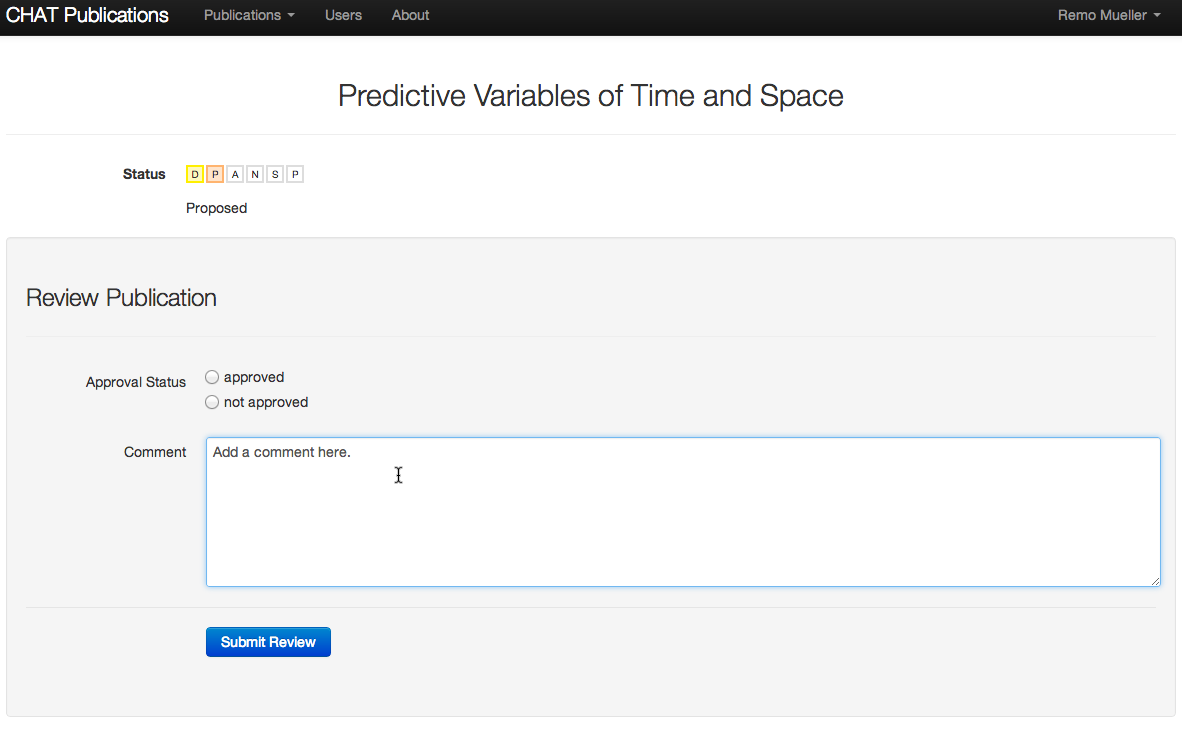 CHAT Publications Publications Users About Remo Mueller
Predictive Variables of Time and Space
Status D P A N S P
Proposed
Review Publication
Approval Status approved
not approved
Comment Add a comment here.
Submit Review